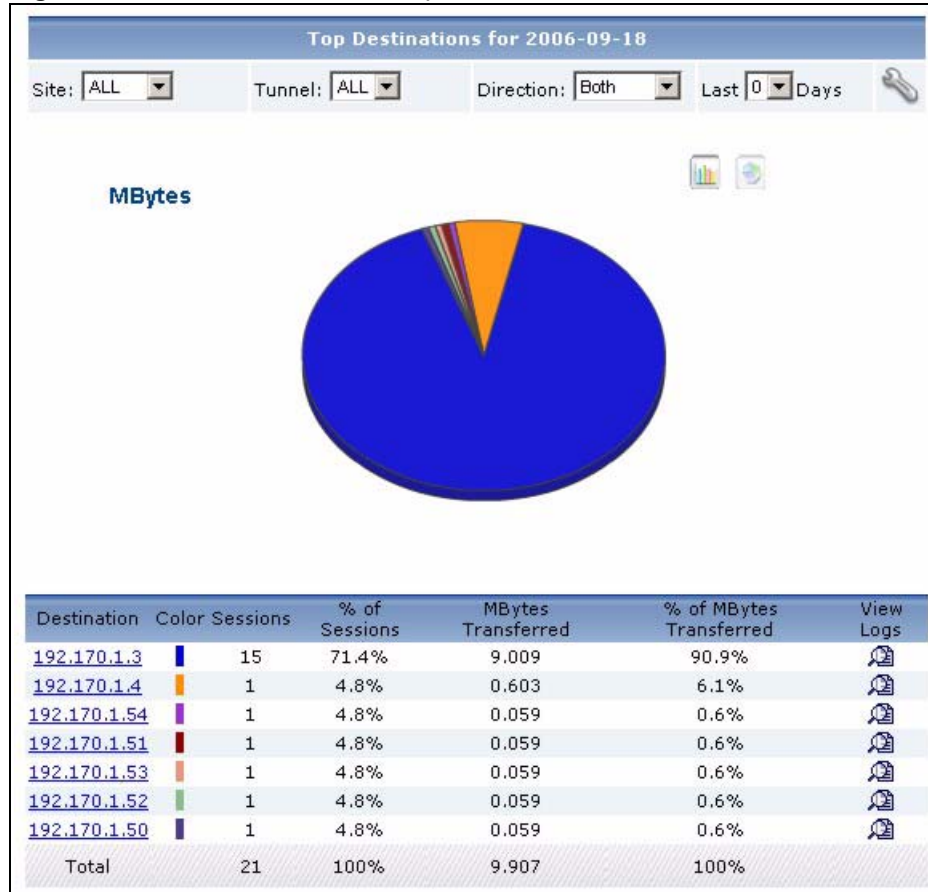 Top Destinations for 2006-09-18
Site: ALL Tunnel: ALL Direction: Both Last 0 Days
MBytes
Destination Color Sessions % of Sessions MBytes Transferred % of MBytes Transferred View Logs
192.170.1.3 15 71.4% 9.009 90.9%
192.170.1.4 1 4.8% 0.603 6.1%
192.170.1.54 1 4.8% 0.059 0.6%
192.170.1.51 1 4.8% 0.059 0.6%
192.170.1.53 1 4.8% 0.059 0.6%
192.170.1.52 1 4.8% 0.059 0.6%
192.170.1.50 1 4.8% 0.059 0.6%
Total 21 100% 9.907 100%